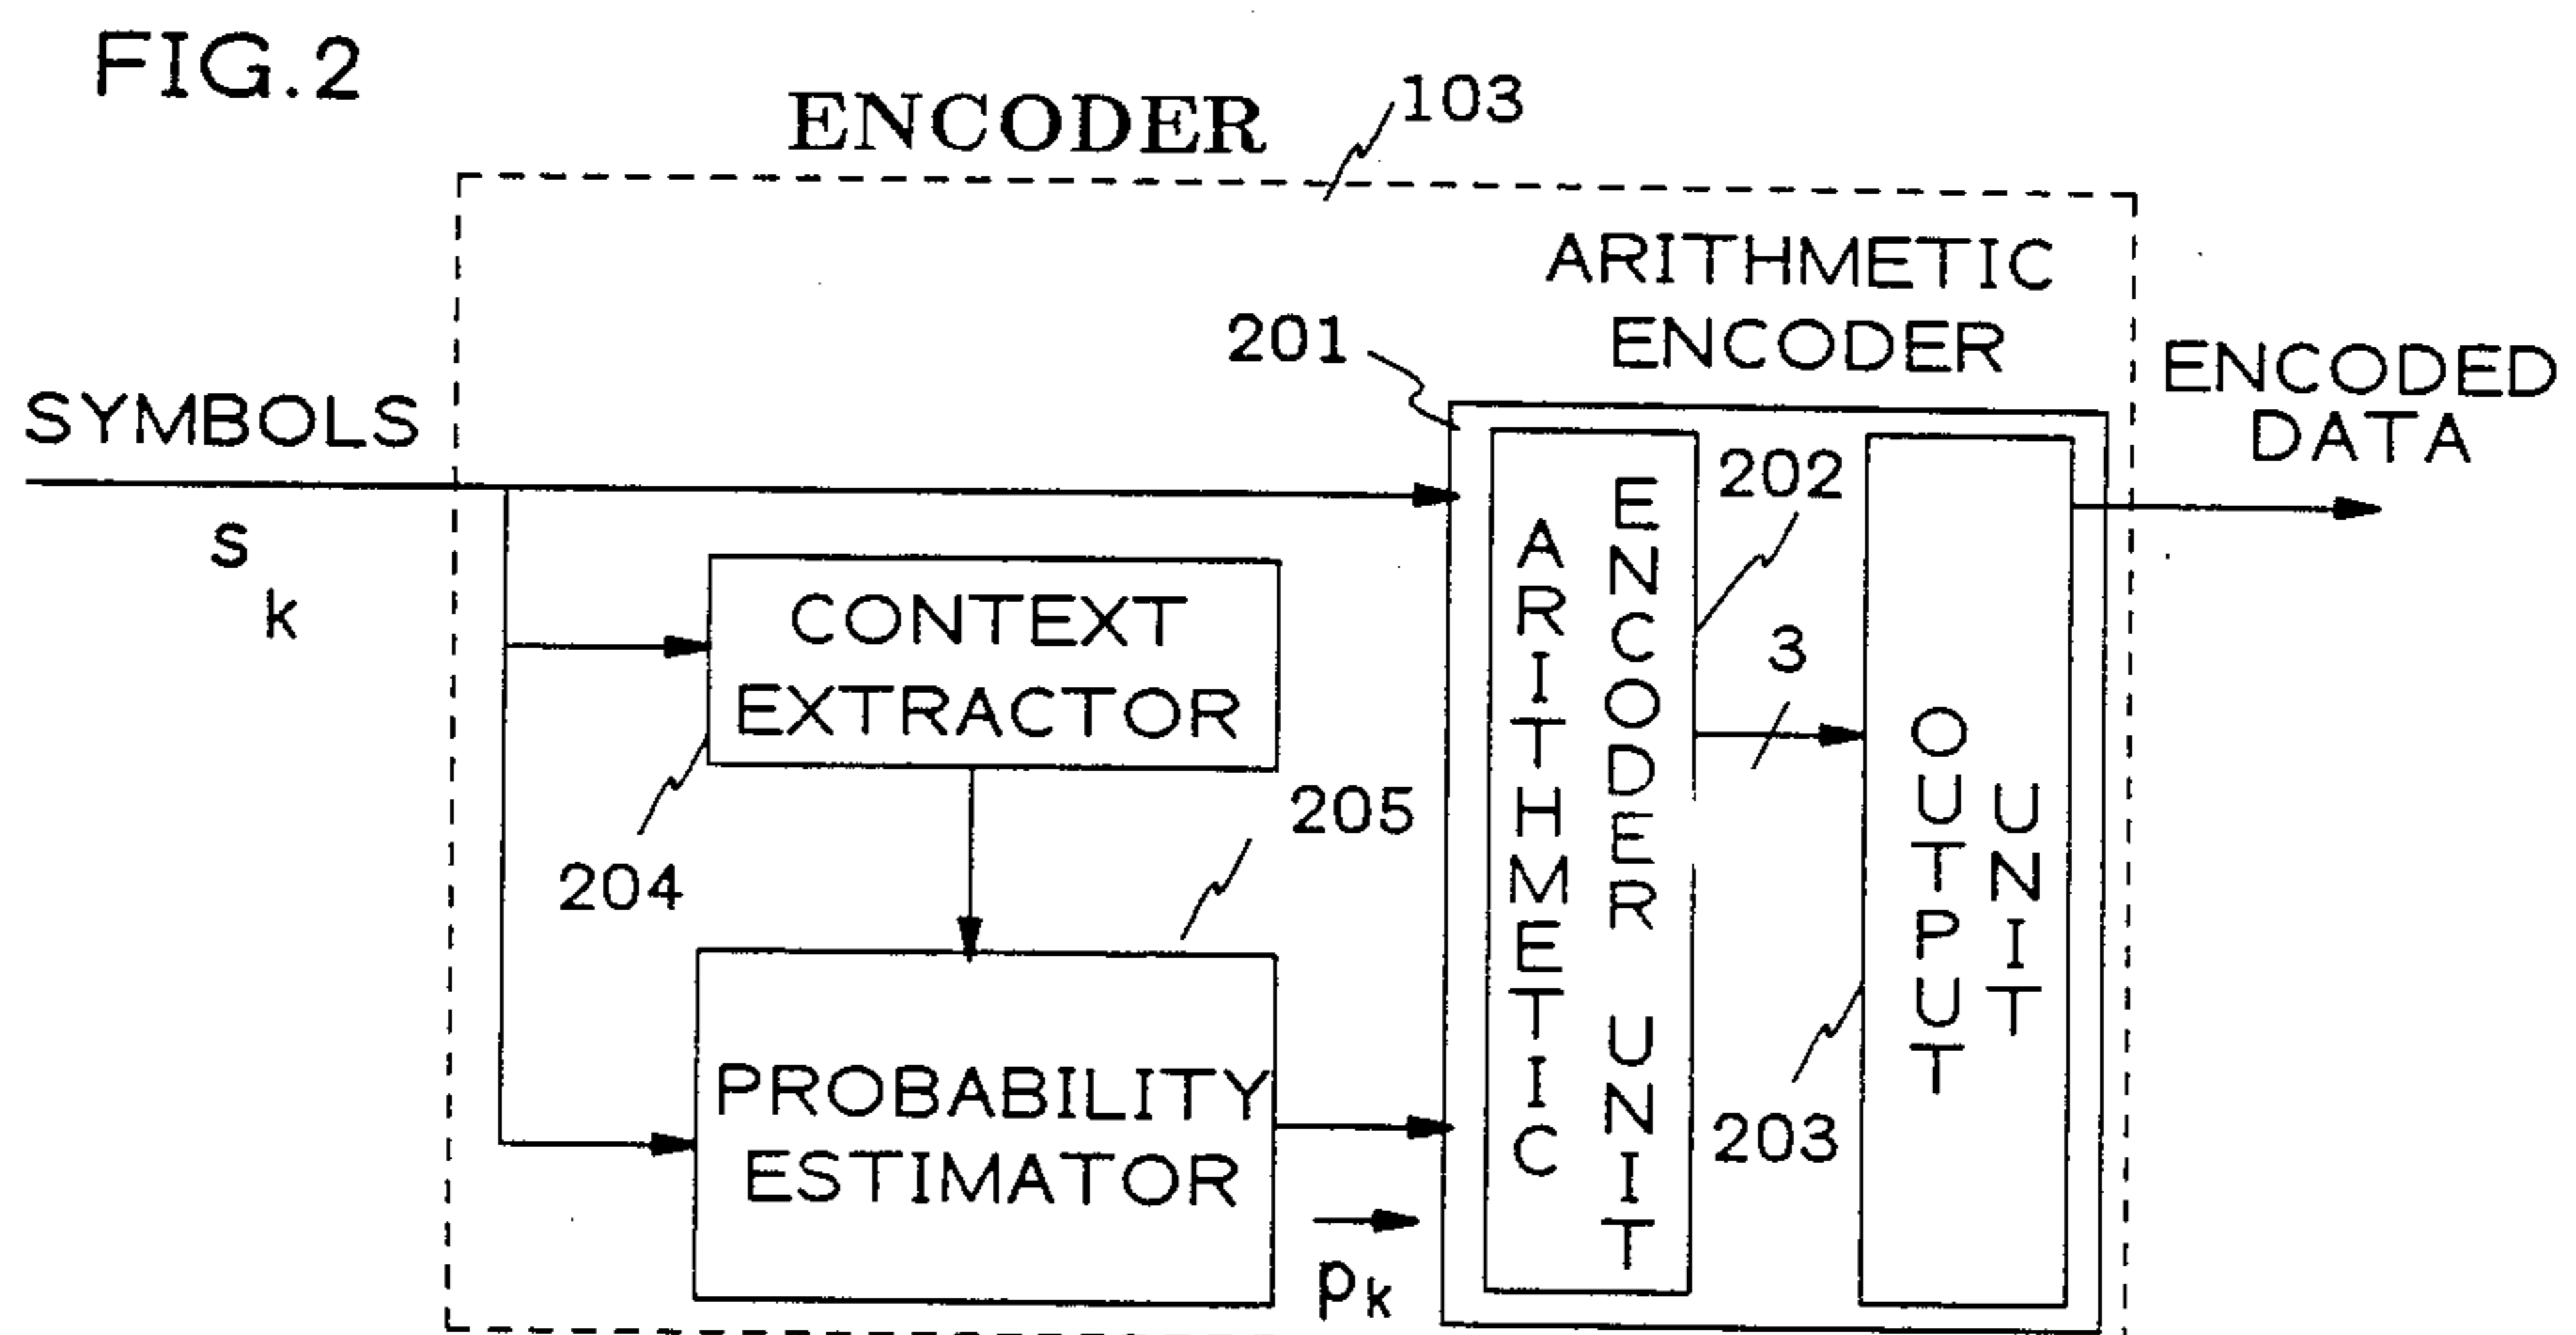 FIG.2
ENCODER
103
ARITHMETIC
ENCODER
201
SYMBOLS
s
k
ENCODED
DATA
202
CONTEXT
EXTRACTOR
3
204
205
ARITHMETIC
ENCODER UNIT
OUTPUT
UNIT
203
PROBABILITY
ESTIMATOR
p k